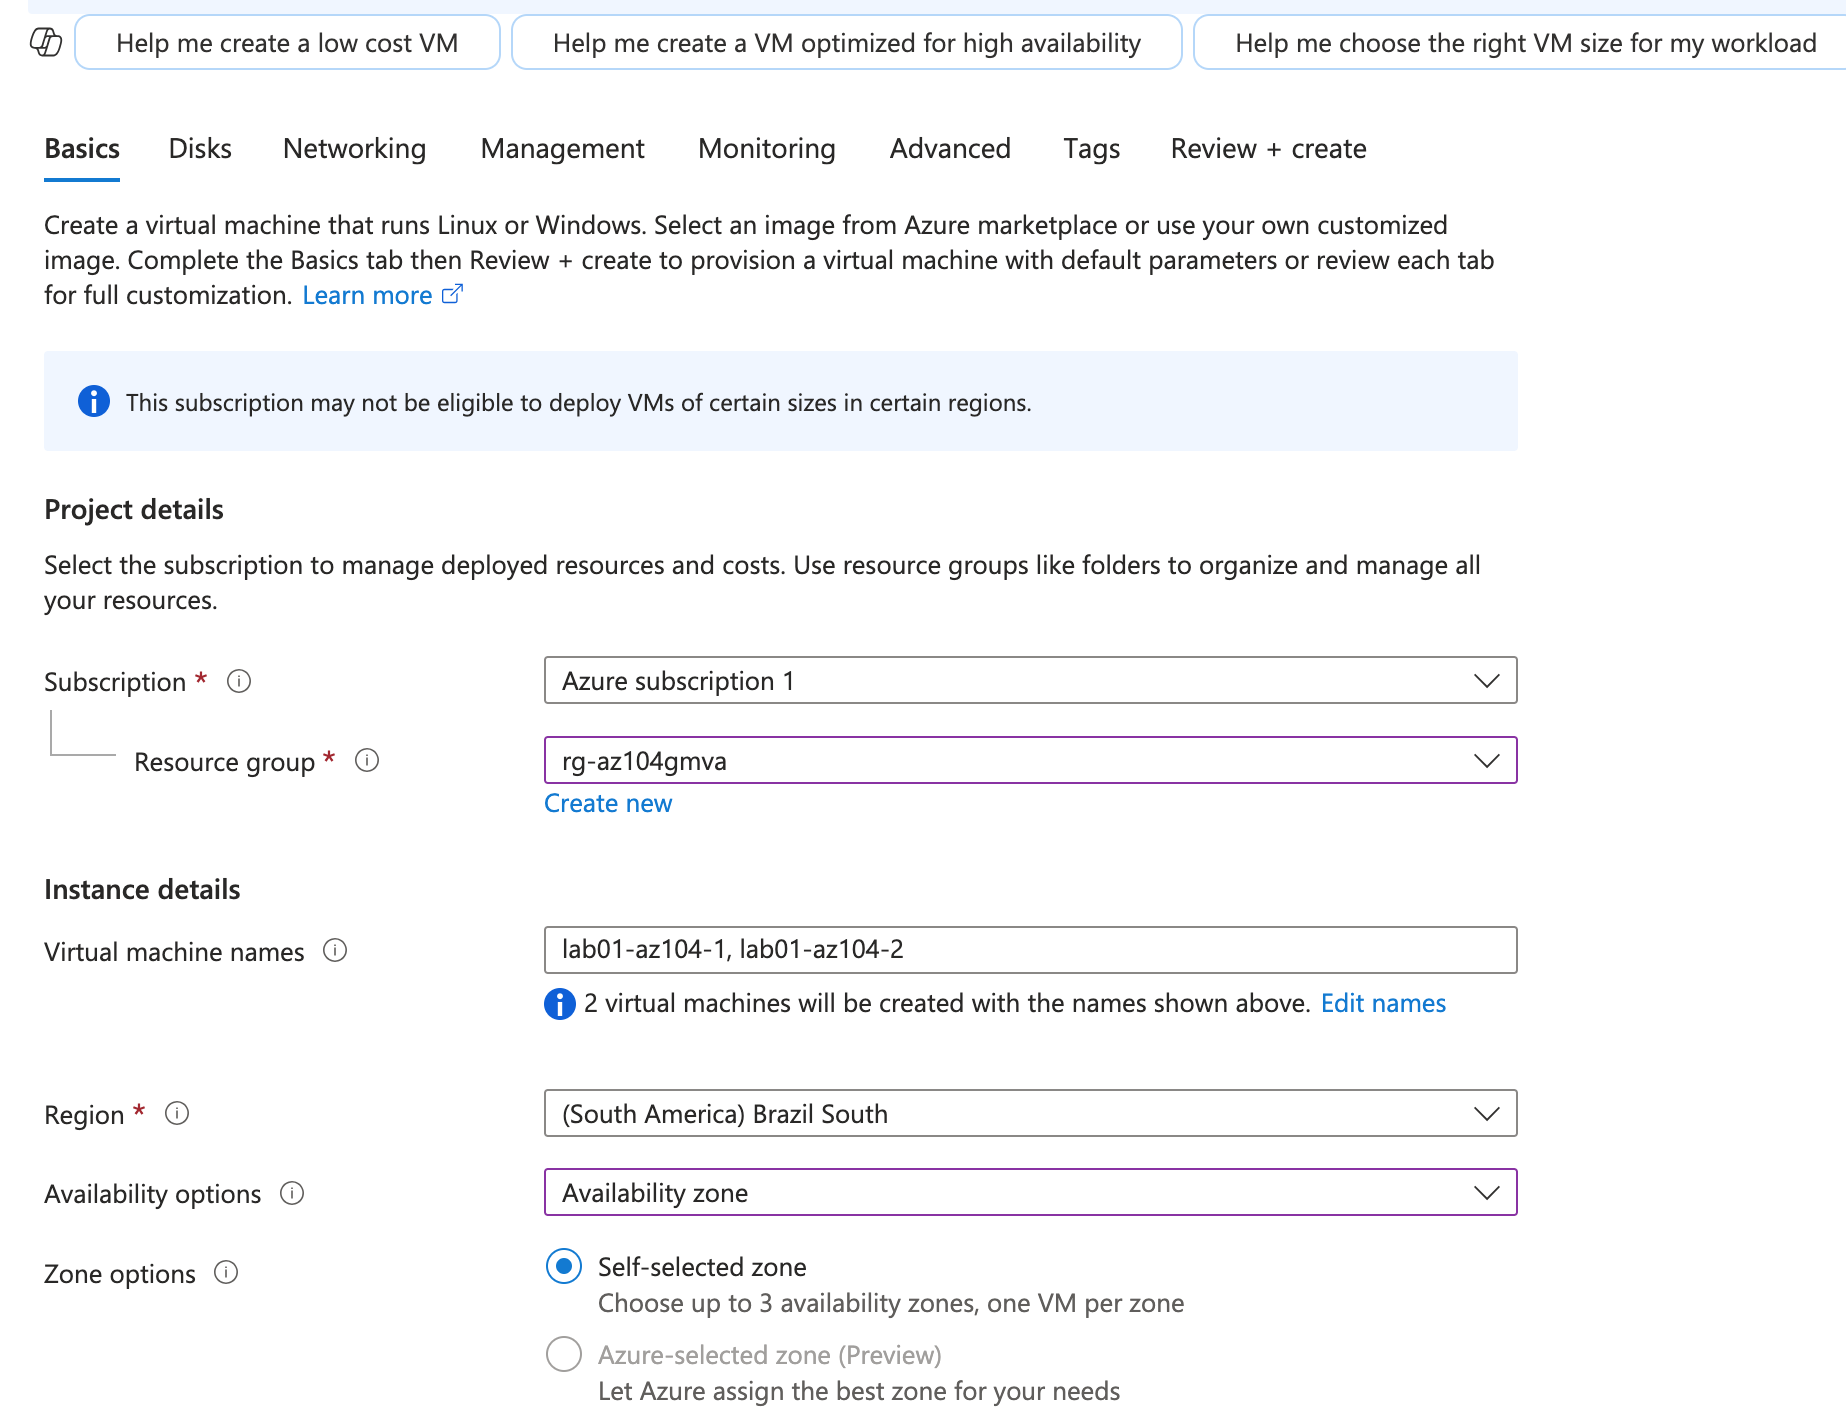 Help me create a low cost VM
Help me create a VM optimized for high availability
Help me choose the right VM size for my workload
Basics
Disks
Networking
Management
Monitoring
Advanced
Tags
Review + create
Create a virtual machine that runs Linux or Windows. Select an image from Azure marketplace or use your own customized
image. Complete the Basics tab then Review + create to provision a virtual machine with default parameters or review each tab
for full customization. Learn more
This subscription may not be eligible to deploy VMs of certain sizes in certain regions.
Project details
Select the subscription to manage deployed resources and costs. Use resource groups like folders to organize and manage all
your resources.
Subscription *
Azure subscription 1
Resource group *
rg-az104gmva
Create new
Instance details
Virtual machine names
lab01-az104-1, lab01-az104-2
2 virtual machines will be created with the names shown above. Edit names
Region *
(South America) Brazil South
Availability options
Availability zone
Zone options
Self-selected zone
Choose up to 3 availability zones, one VM per zone
Azure-selected zone (Preview)
Let Azure assign the best zone for your needs